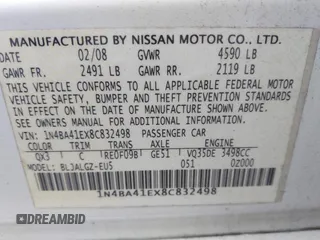 MANUFACTURED BY NISSAN MOTOR CO., LTD.
02/08 GVWR 4590 LB
GAWR FR. 2491 LB GAWR RR. 2119 LB
THIS VEHICLE CONFORMS TO ALL APPLICABLE FEDERAL MOTOR
VEHICLE SAFETY, BUMPER AND THEFT PREVENTION STANDARDS
IN EFFECT ON THE DATE OF MANUFACTURE SHOWN ABOVE.
SEE OWNER'S MANUAL FOR ADDITIONAL INFORMATION.
VIN: 1N4BA41EX8C832498 PASSENGER CAR
COLOR TRIM TRANS AXLE ENGINE
QX3 C RE0F09B GE51 VQ35DE 3498CC
MODEL: BLJALGZ-EU5 051 0Z000
1N4BA41EX8C832498
DREAMBID